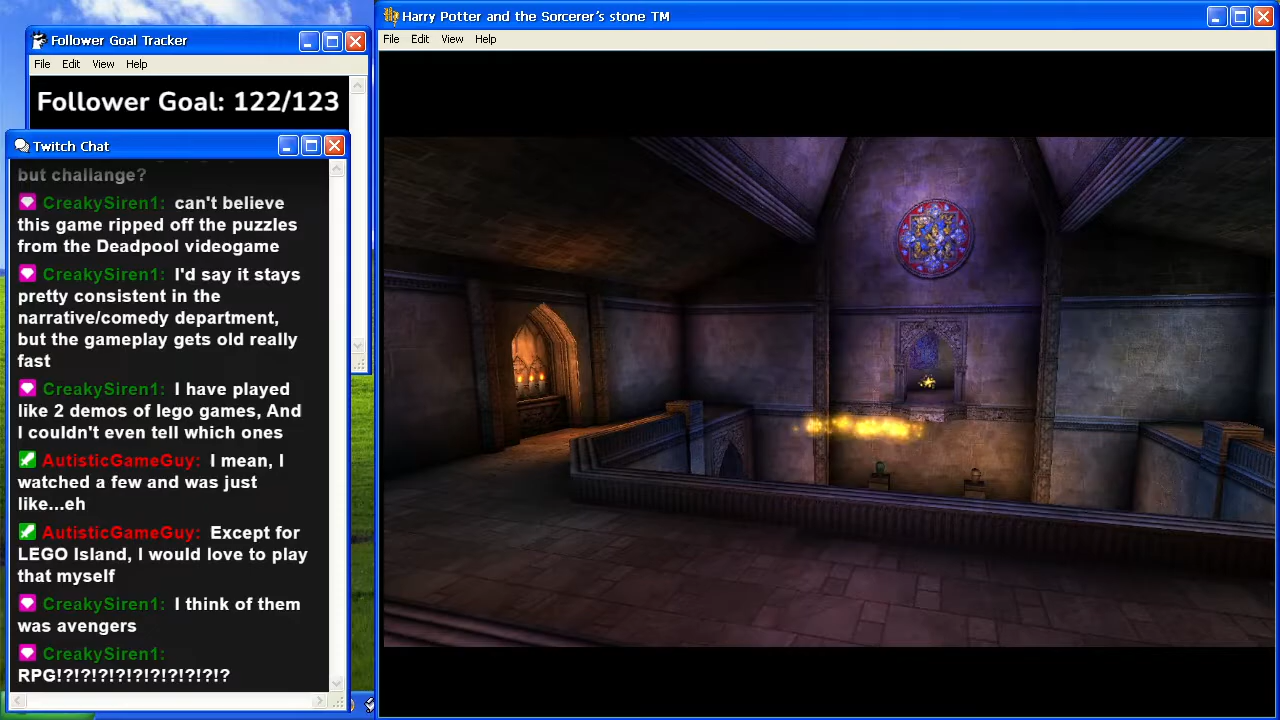 Follower Goal Tracker
File Edit View Help
Follower Goal: 122/123
Twitch Chat
but challange?
CreakySiren1: can't believe
this game ripped off the puzzles
from the Deadpool videogame
CreakySiren1: I'd say it stays
pretty consistent in the
narrative/comedy department,
but the gameplay gets old really
fast
CreakySiren1: I have played
like 2 demos of lego games, And
I couldn't even tell which ones
AutisticGameGuy: I mean, I
watched a few and was just
like...eh
AutisticGameGuy: Except for
LEGO Island, I would love to play
that myself
CreakySiren1: I think of them
was avengers
CreakySiren1:
RPG!?!?!?!?!?!?!?!?!?!?
Harry Potter and the Sorcerer's stone TM
File Edit View Help